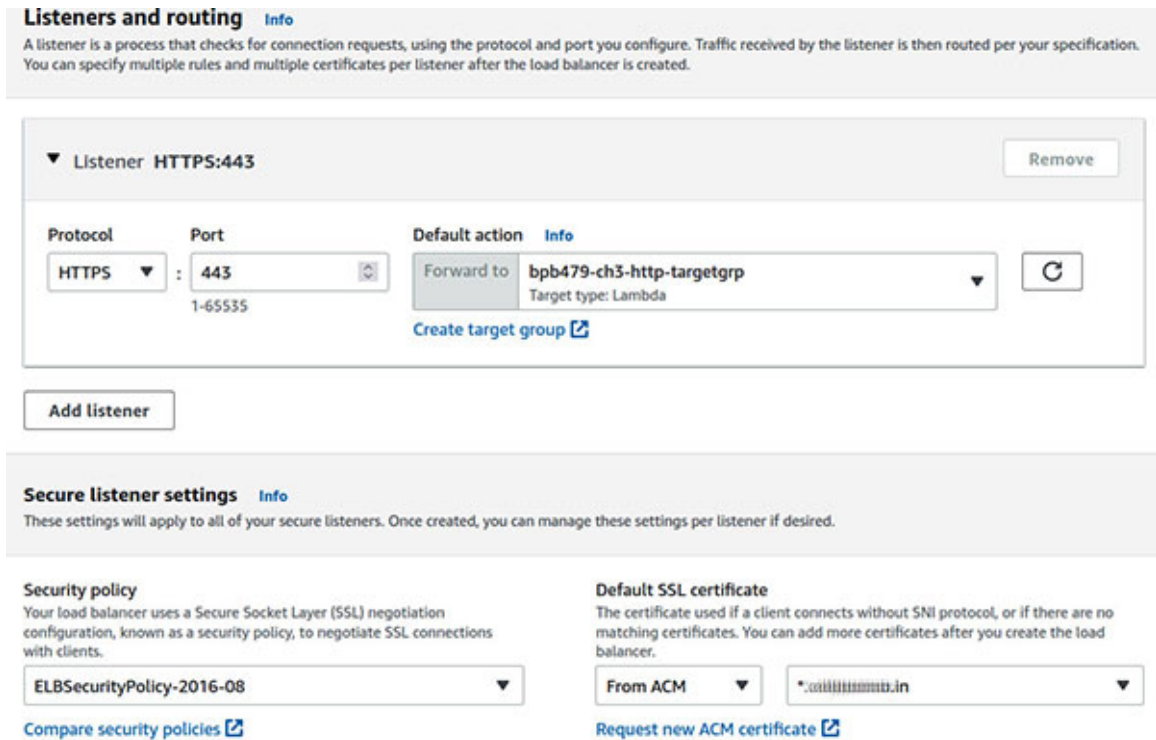 Listeners and routing Info
A listener is a process that checks for connection requests, using the protocol and port you configure. Traffic received by the listener is then routed per your specification.
You can specify multiple rules and multiple certificates per listener after the load balancer is created.
Listener HTTPS:443
Remove
Protocol Port Default action Info
HTTPS : 443 Forward to bpb479-ch3-http-targetgrp
Target type: Lambda
1-65535
Create target group
Add listener
Secure listener settings Info
These settings will apply to all of your secure listeners. Once created, you can manage these settings per listener if desired.
Security policy
Your load balancer uses a Secure Socket Layer (SSL) negotiation
configuration, known as a security policy, to negotiate SSL connections
with clients.
ELBSecurityPolicy-2016-08
Compare security policies
Default SSL certificate
The certificate used if a client connects without SNI protocol, or if there are no
matching certificates. You can add more certificates after you create the load
balancer.
From ACM
Request new ACM certificate